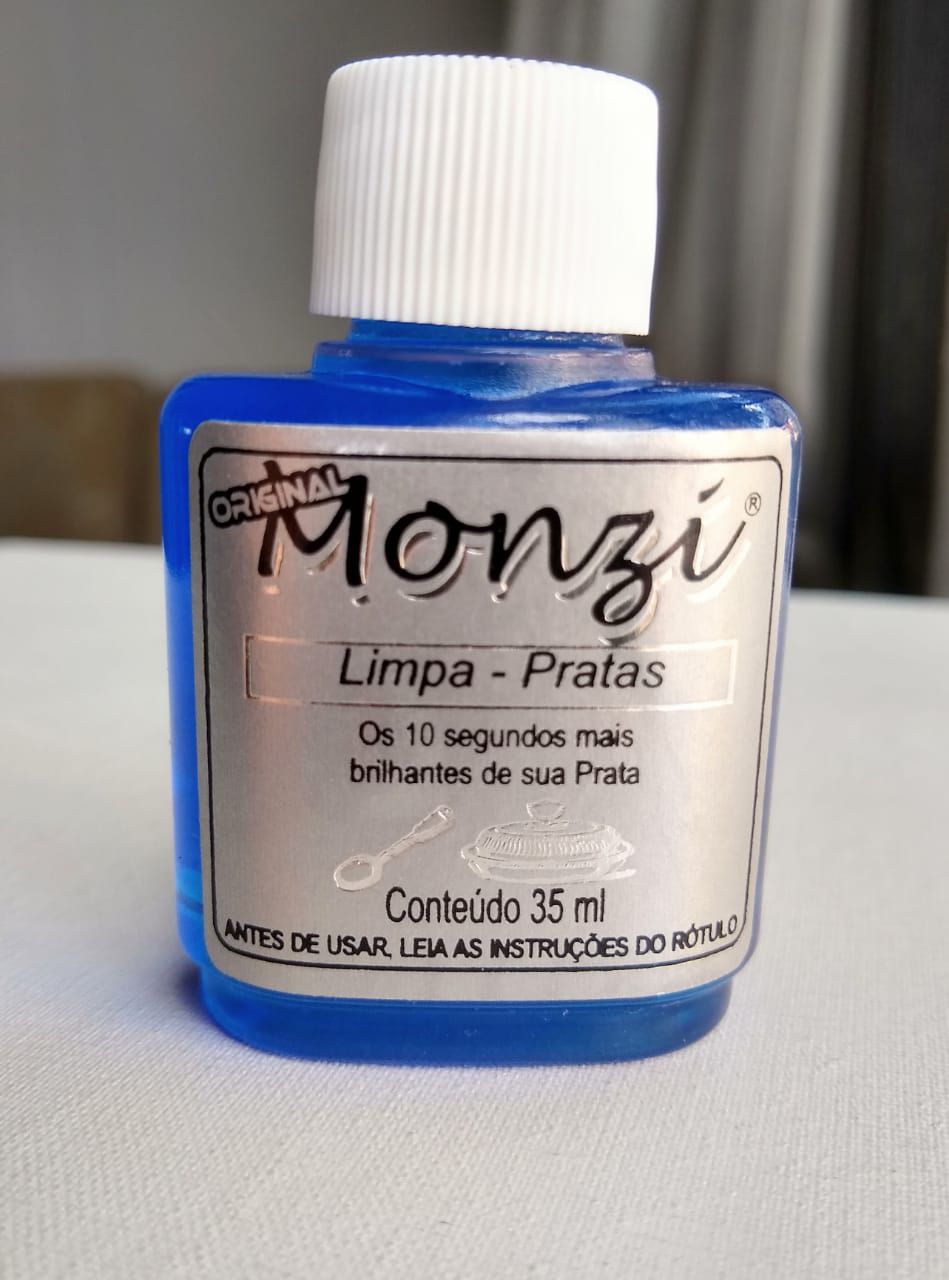 ORIGINAL
Monzi®
Limpa - Pratas
Os 10 segundos mais
brilhantes de sua Prata
Conteúdo 35 ml
ANTES DE USAR, LEIA AS INSTRUÇÕES DO RÓTULO